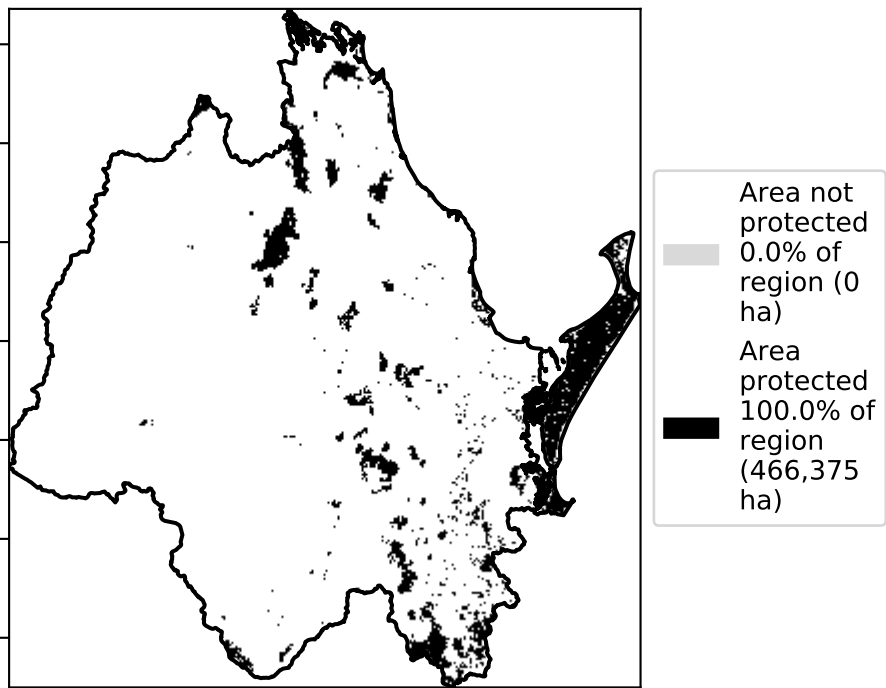 Area not
protected
0.0% of
region (0
ha)
Area
protected
100.0% of
region
(466,375
ha)